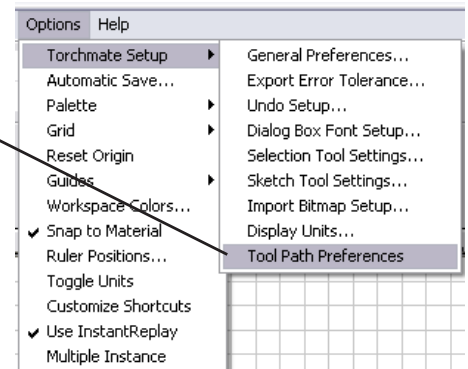 Options Help
Torchmate Setup
Automatic Save...
Palette
Grid
Reset Origin
Guides
Workspace Colors...
Snap to Material
Ruler Positions...
Toggle Units
Customize Shortcuts
Use InstantReplay
Multiple Instance
General Preferences...
Export Error Tolerance...
Undo Setup...
Dialog Box Font Setup...
Selection Tool Settings...
Sketch Tool Settings...
Import Bitmap Setup...
Display Units...
Tool Path Preferences